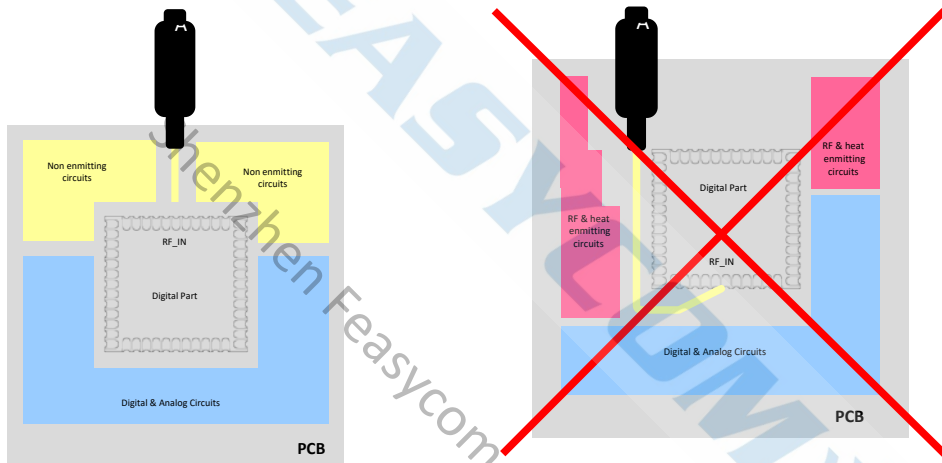 Non enmitting
circuits
Non enmitting
circuits
RF_IN
Digital Part
Digital & Analog Circuits
PCB
RF & heat
enmitting
circuits
Digital Part
RF & heat
enmitting
circuits
RF_IN
Digital & Analog Circuits
PCB
Shenzhen Feasycom
EASYCOM